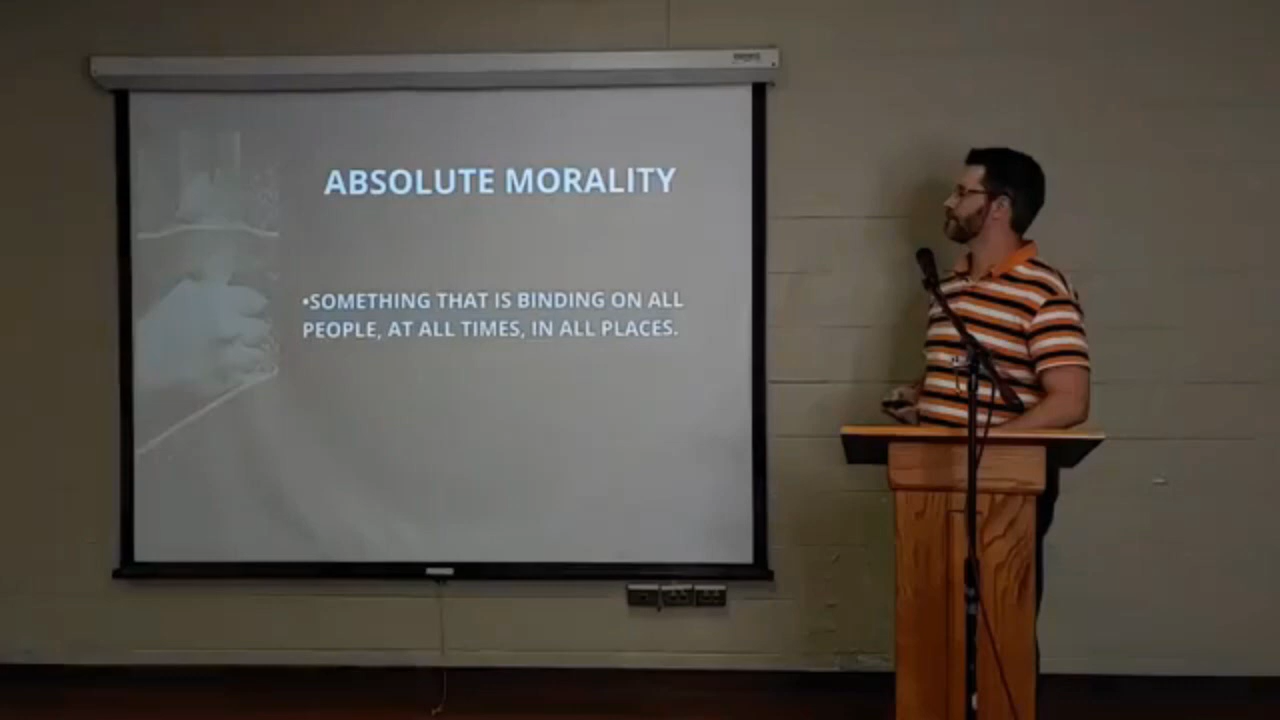 ABSOLUTE MORALITY
•SOMETHING THAT IS BINDING ON ALL
PEOPLE, AT ALL TIMES, IN ALL PLACES.